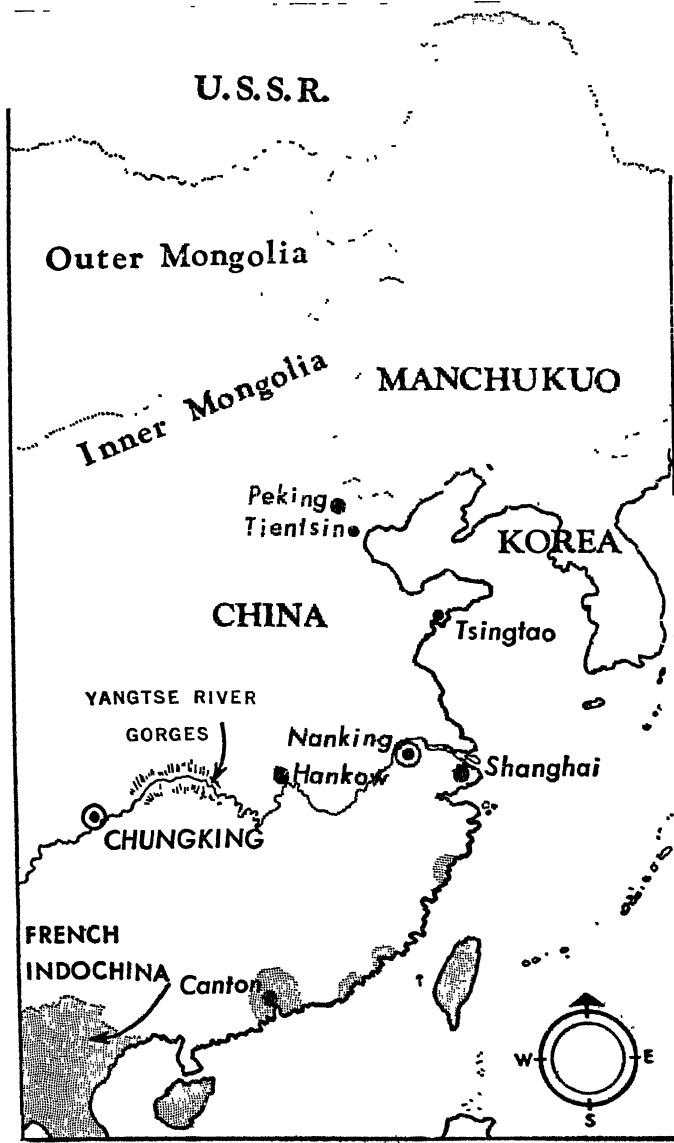 U.S.S.R.
Outer Mongolia
Inner Mongolia
MANCHUKUO
Peking
Tientsin
KOREA
CHINA
Tsingtao
YANGTSE RIVER
GORGES
Nanking
Hankow
Shanghai
CHUNGKING
FRENCH
INDOCHINA
Canton
W
E
S